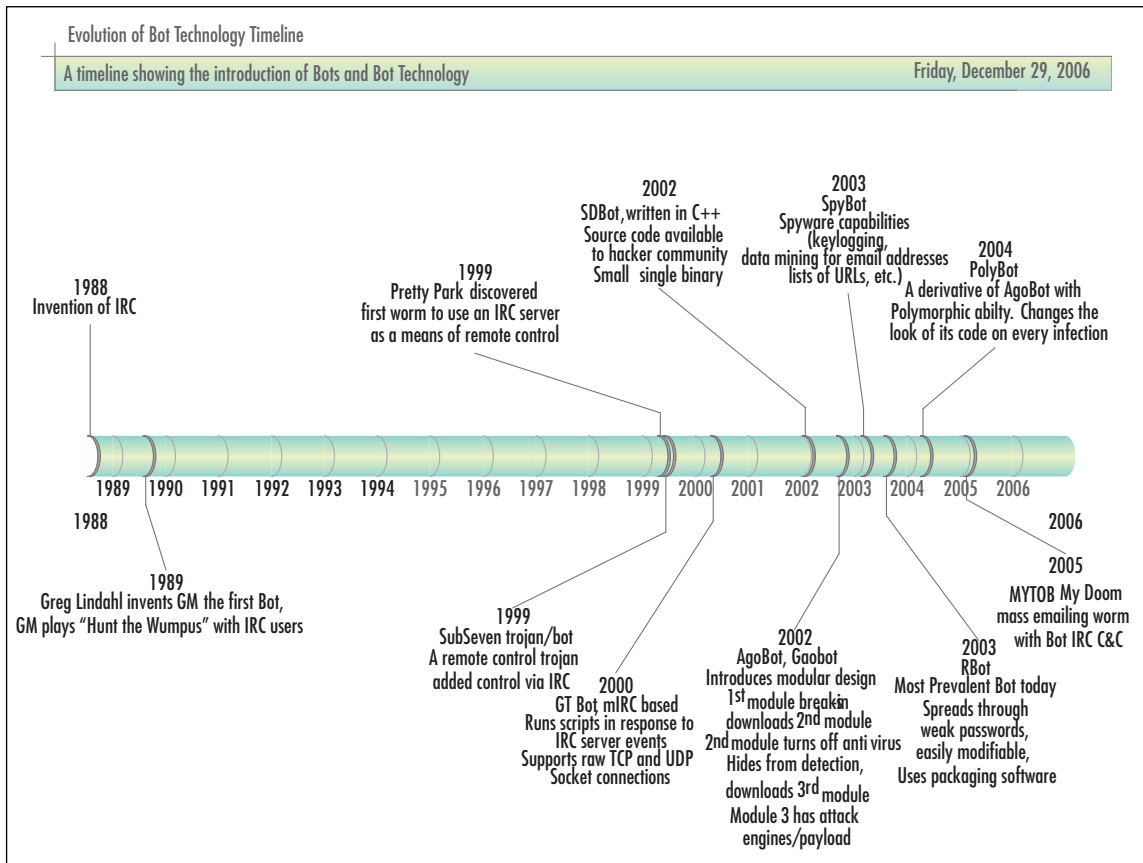 Evolution of Bot Technology Timeline
A timeline showing the introduction of Bots and Bot Technology
Friday, December 29, 2006
1988
Invention of IRC
1999
Pretty Park discovered
first worm to use an IRC server
as a means of remote control
2002
SDBot, written in C++
Source code available
to hacker community
Small single binary
2003
SpyBot
Spyware capabilities
(keylogging,
data mining for email addresses
lists of URLs, etc.)
2004
PolyBot
A derivative of AgoBot with
Polymorphic abilty. Changes the
look of its code on every infection
1989 1990 1991 1992 1993 1994 1995 1996 1997 1998 1999 2000 2001 2002 2003 2004 2005 2006
1988
2006
1989
Greg Lindahl invents GM the first Bot,
GM plays “Hunt the Wumpus” with IRC users
1999
SubSeven trojan/bot
A remote control trojan
added control via IRC
2000
GT Bot, mIRC based
Runs scripts in response to
IRC server events
Supports raw TCP and UDP
Socket connections
2002
AgoBot, Gaobot
Introduces modular design
1st module breaks-in
downloads 2nd module
2nd module turns off anti virus
Hides from detection,
downloads 3rd module
Module 3 has attack
engines/payload
2003
RBot
Most Prevalent Bot today
Spreads through
weak passwords,
easily modifiable,
Uses packaging software
2005
MYTOB My Doom
mass emailing worm
with Bot IRC C&C